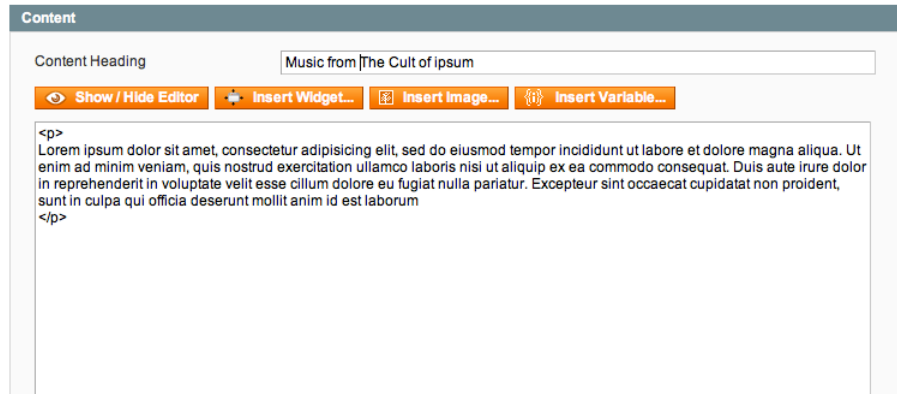 Content
Content Heading
Music from The Cult of ipsum
Show / Hide Editor Insert Widget... Insert Image... Insert Variable...
<p>
Lorem ipsum dolor sit amet, consectetur adipisicing elit, sed do eiusmod tempor incididunt ut labore et dolore magna aliqua. Ut
enim ad minim veniam, quis nostrud exercitation ullamco laboris nisi ut aliquip ex ea commodo consequat. Duis aute irure dolor
in reprehenderit in voluptate velit esse cillum dolore eu fugiat nulla pariatur. Excepteur sint occaecat cupidatat non proident,
sunt in culpa qui officia deserunt mollit anim id est laborum
</p>